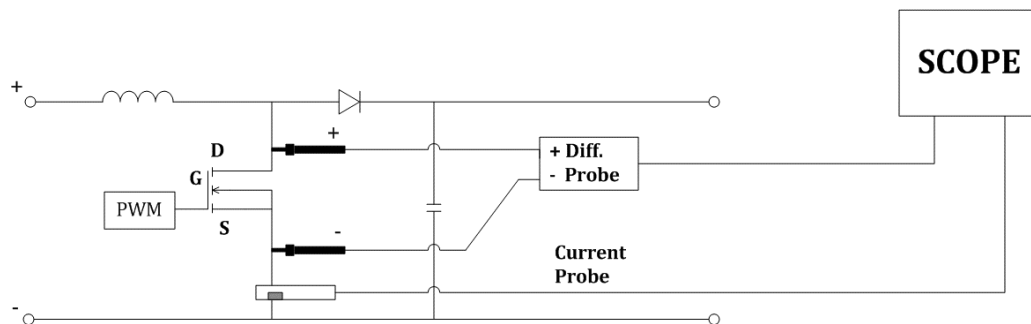 SCOPE
+
+
D
+ Diff.
- Probe
G
PWM
S
-
Current
Probe
-